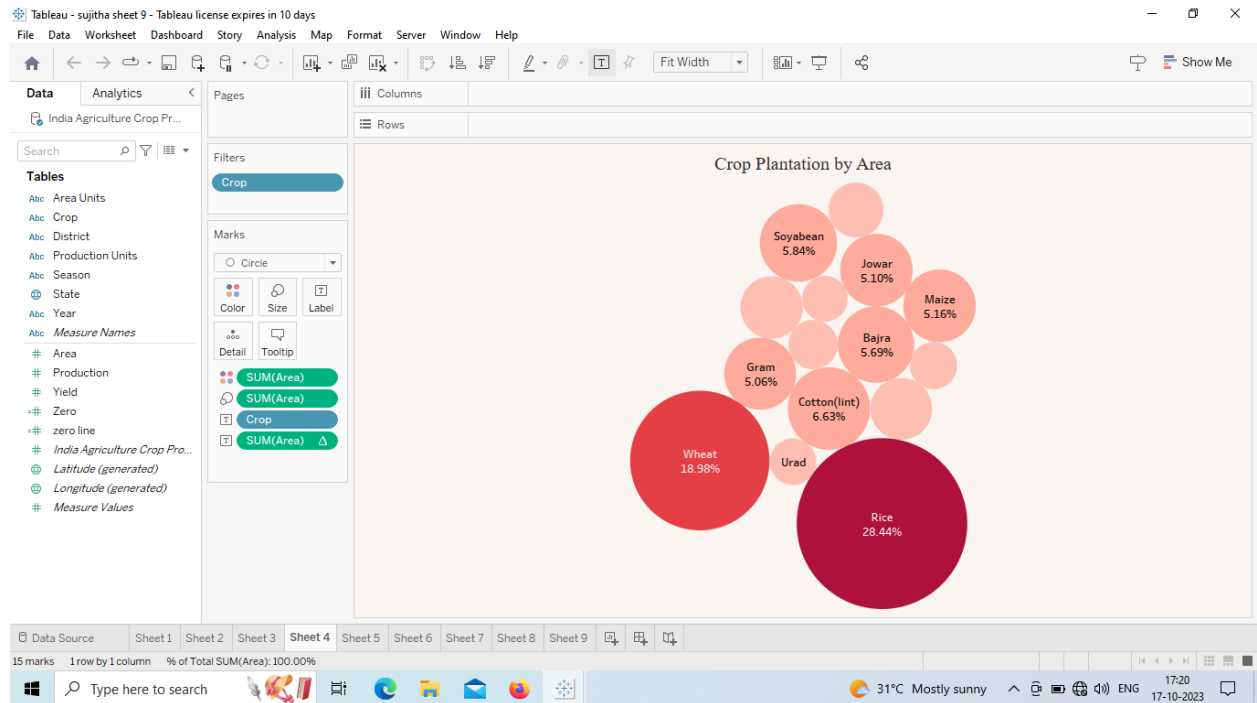 Tableau - sujitha sheet 9 - Tableau license expires in 10 days
File Data Worksheet Dashboard Story Analysis Map Format Server Window Help
Fit Width
Show Me
Data Analytics
India Agriculture Crop Pr...
Search
Tables
Abc Area Units
Abc Crop
Abc District
Abc Production Units
Abc Season
State
Abc Year
Abc Measure Names
# Area
# Production
# Yield
=# Zero
=# zero line
# India Agriculture Crop Pro...
Latitude (generated)
Longitude (generated)
# Measure Values
Pages
Filters
Crop
Marks
Circle
Color Size Label
Detail Tooltip
SUM(Area)
SUM(Area)
Crop
SUM(Area) Δ
Columns
Rows
Crop Plantation by Area
Soyabean
5.84%
Jowar
5.10%
Maize
5.16%
Bajra
5.69%
Gram
5.06%
Cotton(lint)
6.63%
Wheat
18.98%
Urad
Rice
28.44%
Data Source Sheet 1 Sheet 2 Sheet 3 Sheet 4 Sheet 5 Sheet 6 Sheet 7 Sheet 8 Sheet 9
15 marks 1 row by 1 column % of Total SUM(Area): 100.00%
Type here to search
31°C Mostly sunny
ENG
17:20
17-10-2023